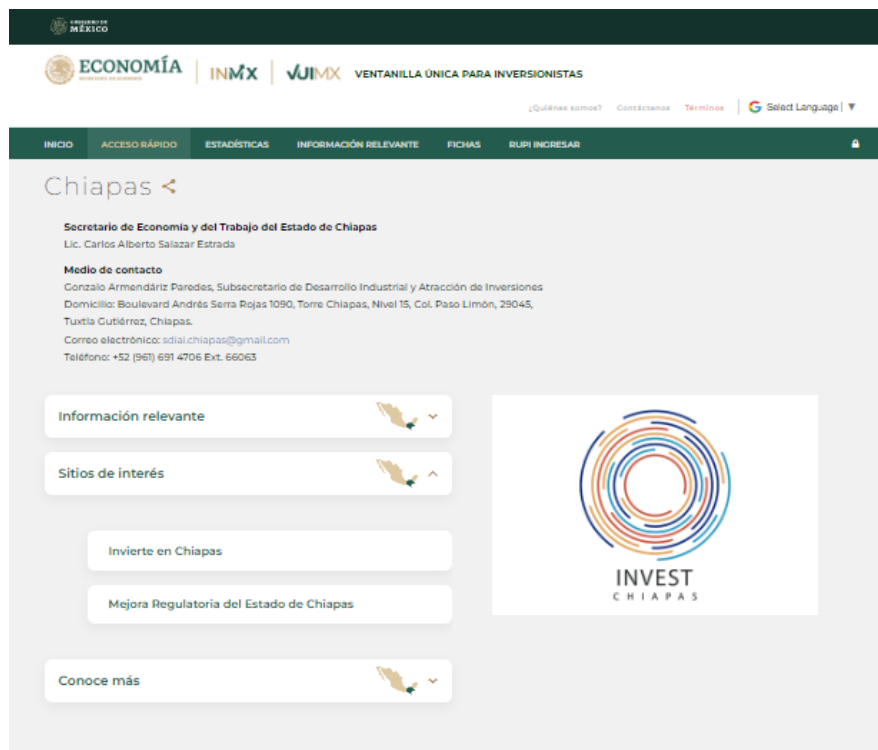 GOBIERNO DE
MÉXICO
ECONOMÍA
SECRETARÍA DE ECONOMÍA
INMX
VUIMX
VENTANILLA ÚNICA PARA INVERSIONISTAS
¿Quiénes somos? Contáctenos Términos G Select Language ▼
INICIO ACCESO RÁPIDO ESTADÍSTICAS INFORMACIÓN RELEVANTE FICHAS RUPI INGRESAR
Chiapas
Secretario de Economía y del Trabajo del Estado de Chiapas
Lic. Carlos Alberto Salazar Estrada
Medio de contacto
Gonzalo Armendáriz Paredes, Subsecretario de Desarrollo Industrial y Atracción de Inversiones
Domicilio: Boulevard Andrés Serra Rojas 1090, Torre Chiapas, Nivel 15, Col. Paso Limón, 29045,
Tuxtla Gutiérrez, Chiapas.
Correo electrónico: sdiai.chiapas@gmail.com
Teléfono: +52 (961) 691 4706 Ext. 66063
Información relevante
Sitios de interés
Invierte en Chiapas
Mejora Regulatoria del Estado de Chiapas
Conoce más
INVEST
CHIAPAS